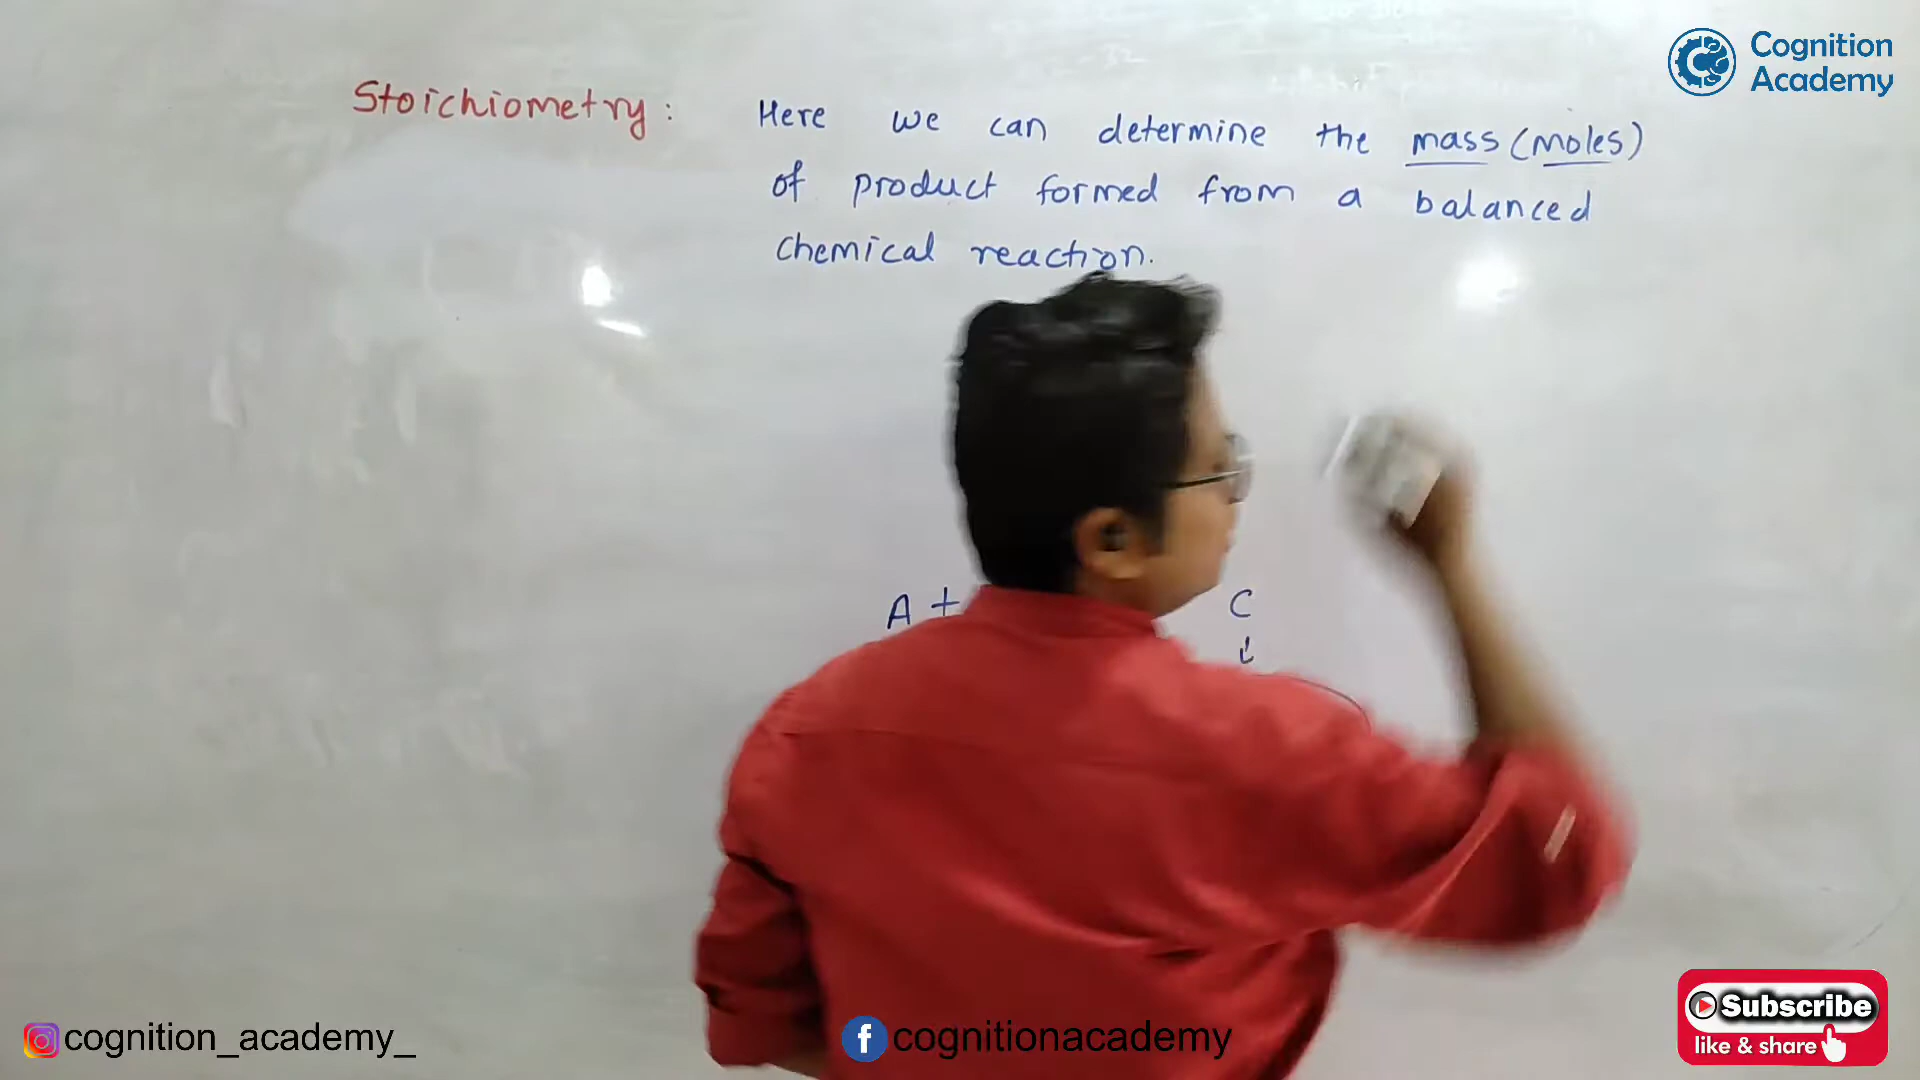 Cognition
Academy
Stoichiometry : Here we can determine the mass (moles)
of product formed from a balanced
chemical reaction.
A + C
cognition_academy_
cognitionacademy
Subscribe
like & share